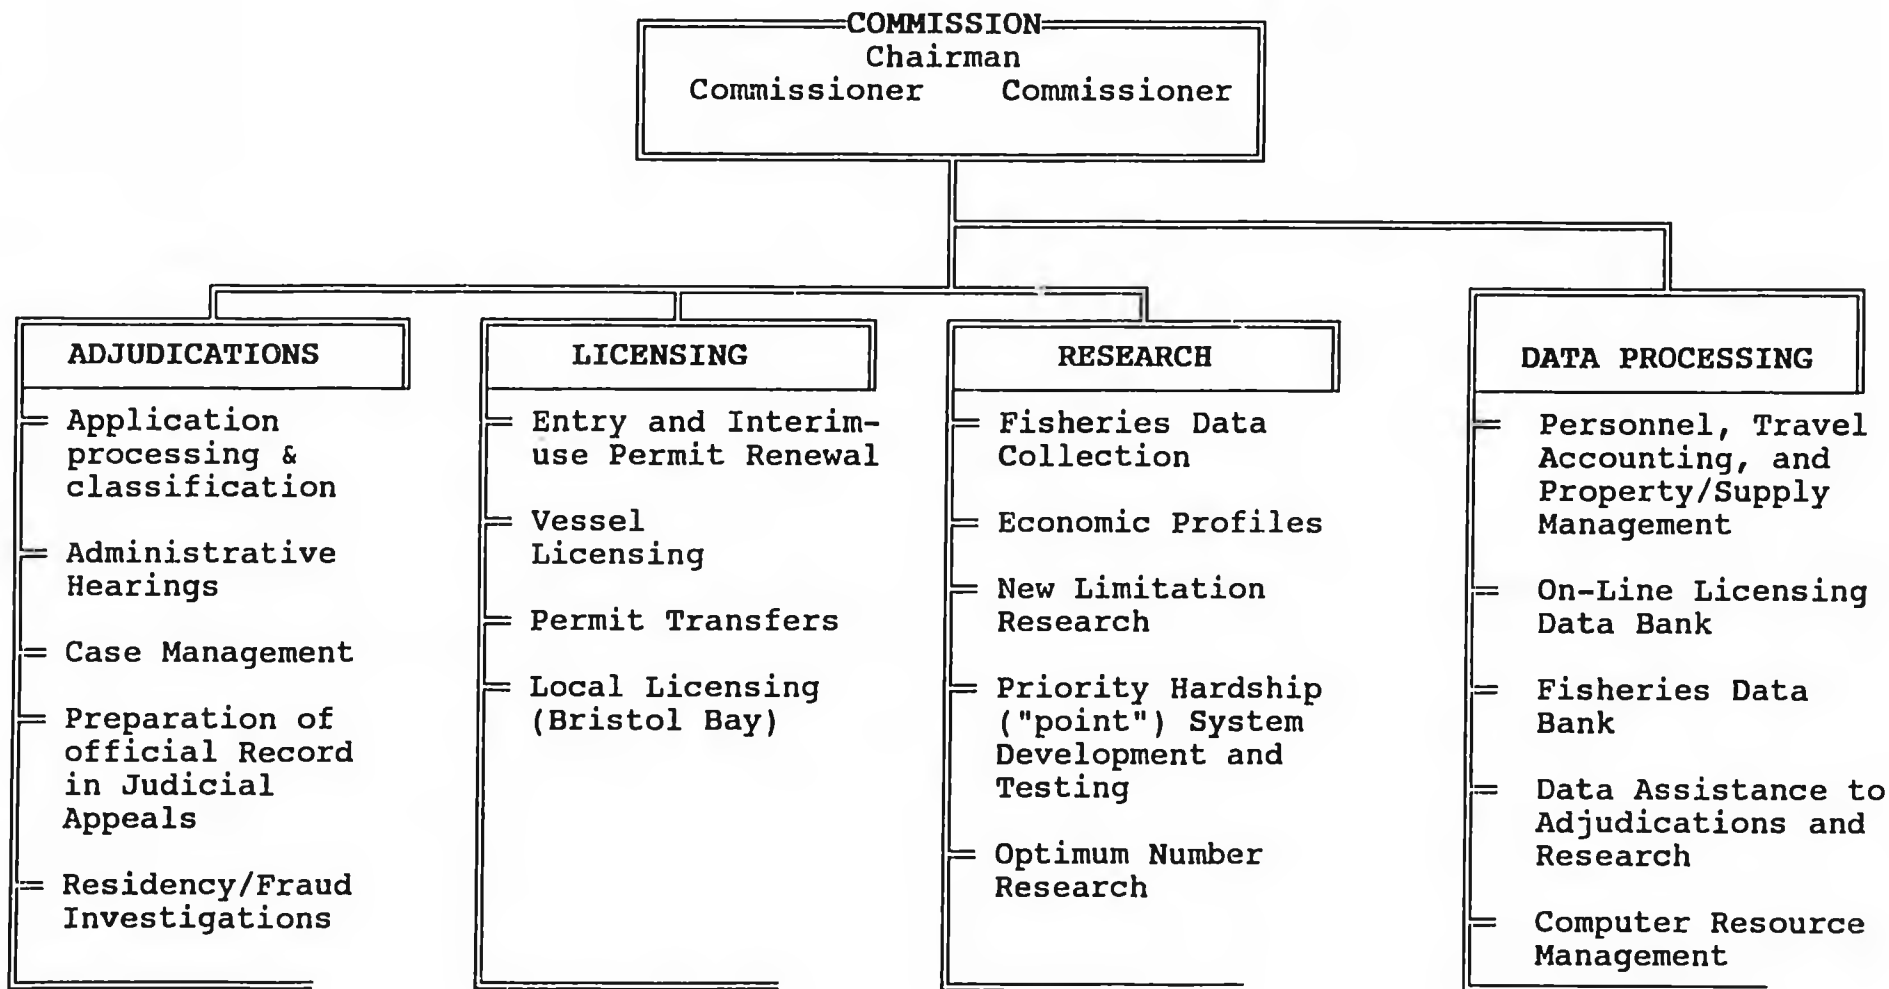 COMMISSION
Chairman
Commissioner Commissioner
ADJUDICATIONS
Application
processing &
classification
Administrative
Hearings
Case Management
Preparation of
official Record
in Judicial
Appeals
Residency/Fraud
Investigations
LICENSING
Entry and Interim-
use Permit Renewal
Vessel
Licensing
Permit Transfers
Local Licensing
(Bristol Bay)
RESEARCH
Fisheries Data
Collection
Economic Profiles
New Limitation
Research
Priority Hardship
("point") System
Development and
Testing
Optimum Number
Research
DATA PROCESSING
Personnel, Travel
Accounting, and
Property/Supply
Management
On-Line Licensing
Data Bank
Fisheries Data
Bank
Data Assistance to
Adjudications and
Research
Computer Resource
Management